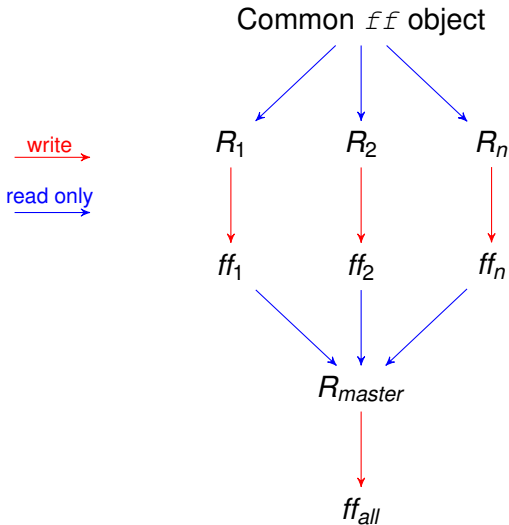 Common ff object
write
R1 R2 Rn
read only
ff1 ff2 ffn
Rmaster
ffall